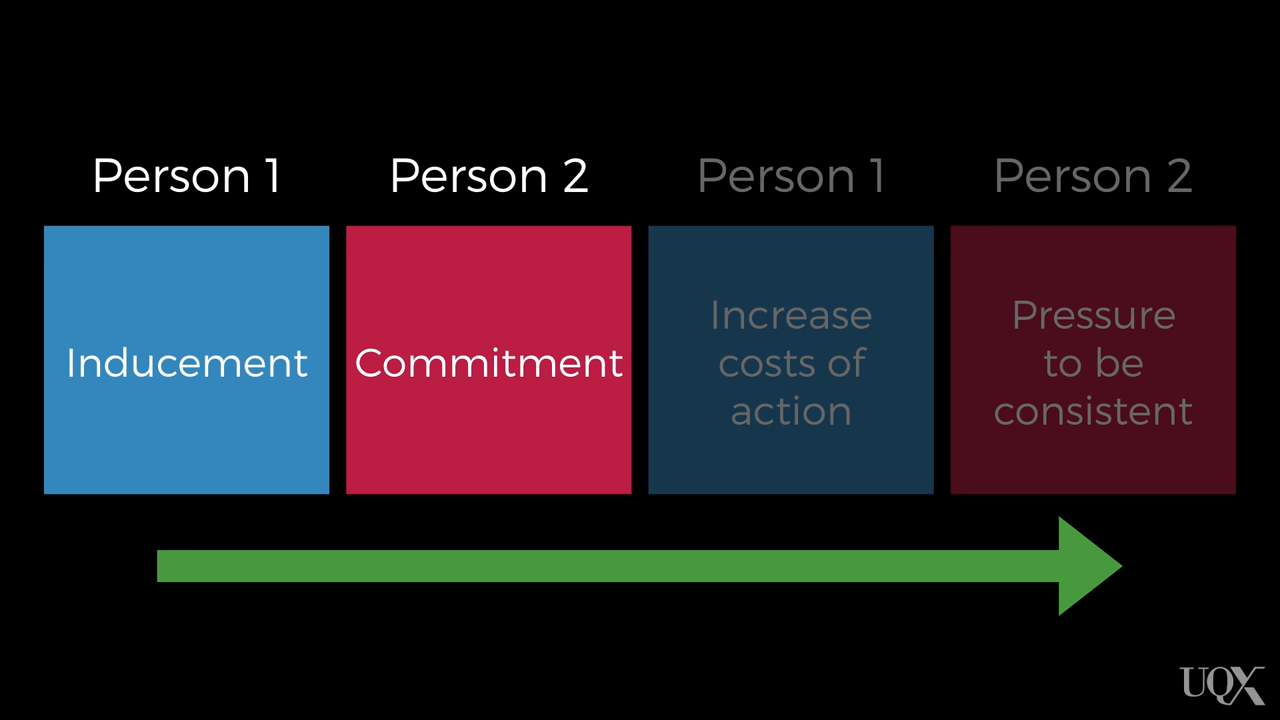 Person 1
Person 2
Person 1
Person 2
Inducement
Commitment
Increase
costs of
action
Pressure
to be
consistent
UQX